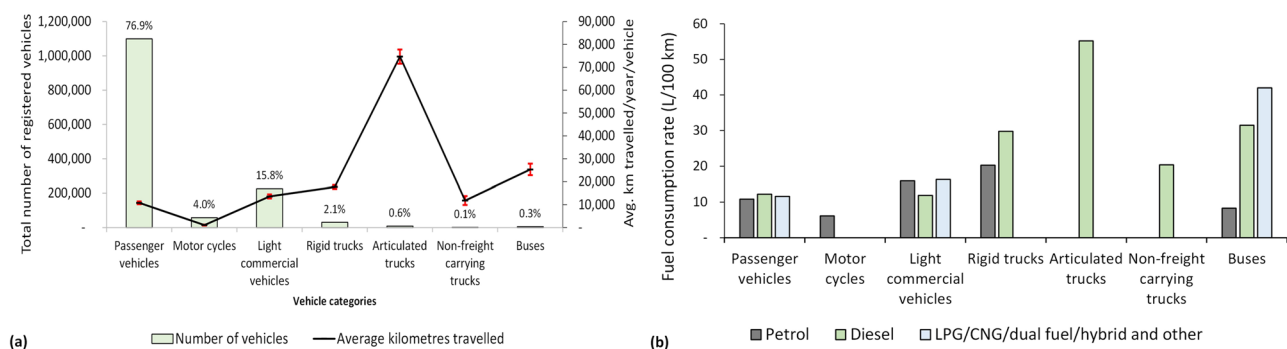 Total number of registered vehicles
1,200,000
1,000,000
800,000
600,000
400,000
200,000
-
76.9%
4.0%
15.8%
2.1%
0.6%
0.1%
0.3%
90,000
80,000
70,000
60,000
50,000
40,000
30,000
20,000
10,000
-
Avg. km travelled/year/vehicle
Passenger
vehicles
Motor cycles
Light
commercial
vehicles
Rigid trucks
Articulated
trucks
Non-freight
carrying
trucks
Buses
Vehicle categories
(a)
Number of vehicles
Average kilometres travelled
Fuel consumption rate (L/100 km)
60
50
40
30
20
10
-
Passenger
vehicles
Motor
cycles
Light
commercial
vehicles
Rigid trucks
Articulated
trucks
Non-freight
carrying
trucks
Buses
(b)
Petrol
Diesel
LPG/CNG/dual fuel/hybrid and other